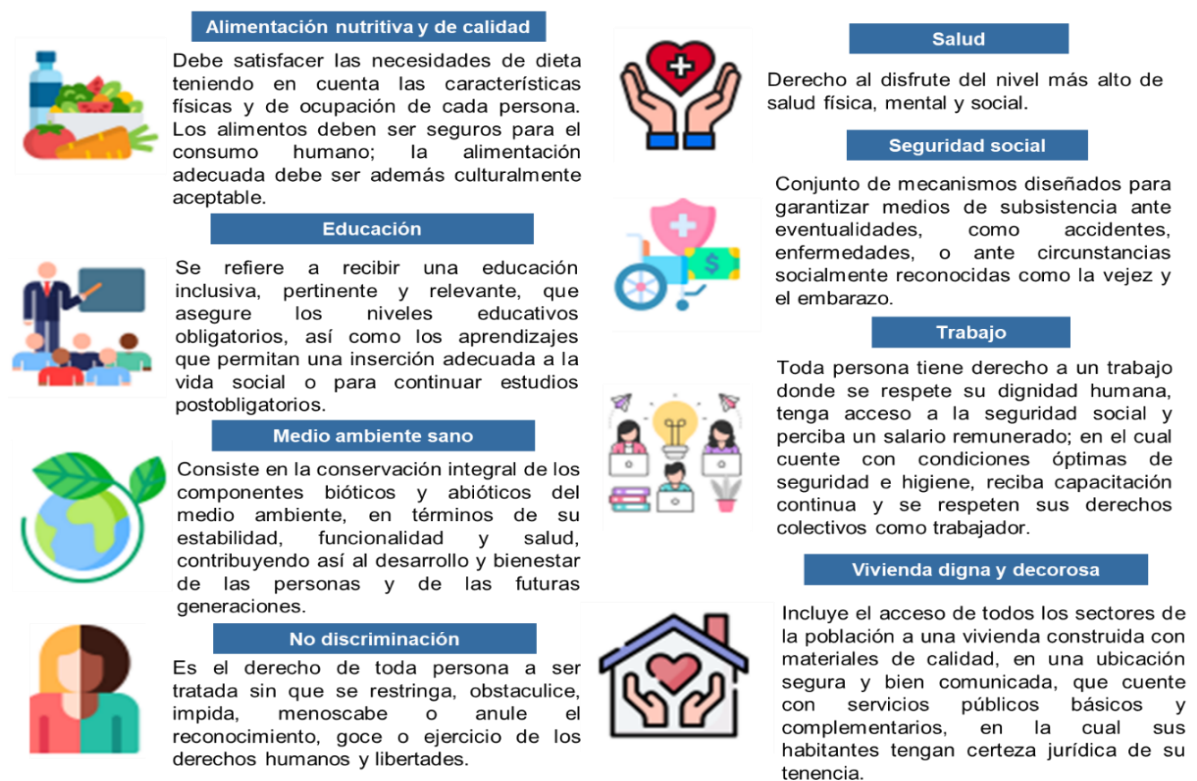 Alimentación nutritiva y de calidad
Debe satisfacer las necesidades de dieta
teniendo en cuenta las características
físicas y de ocupación de cada persona.
Los alimentos deben ser seguros para el
consumo humano; la alimentación
adecuada debe ser además culturalmente
aceptable.
Educación
Se refiere a recibir una educación
inclusiva, pertinente y relevante, que
asegure los niveles educativos
obligatorios, así como los aprendizajes
que permitan una inserción adecuada a la
vida social o para continuar estudios
postobligatorios.
Medio ambiente sano
Consiste en la conservación integral de los
componentes bióticos y abióticos del
medio ambiente, en términos de su
estabilidad, funcionalidad y salud,
contribuyendo así al desarrollo y bienestar
de las personas y de las futuras
generaciones.
No discriminación
Es el derecho de toda persona a ser
tratada sin que se restringa, obstaculice,
impida, menoscabe o anule el
reconocimiento, goce o ejercicio de los
derechos humanos y libertades.
Salud
Derecho al disfrute del nivel más alto de
salud física, mental y social.
Seguridad social
Conjunto de mecanismos diseñados para
garantizar medios de subsistencia ante
eventualidades, como accidentes,
enfermedades, o ante circunstancias
socialmente reconocidas como la vejez y
el embarazo.
$
Trabajo
Toda persona tiene derecho a un trabajo
donde se respete su dignidad humana,
tenga acceso a la seguridad social y
perciba un salario remunerado; en el cual
cuente con condiciones óptimas de
seguridad e higiene, reciba capacitación
continua y se respeten sus derechos
colectivos como trabajador.
Vivienda digna y decorosa
Incluye el acceso de todos los sectores de
la población a una vivienda construida con
materiales de calidad, en una ubicación
segura y bien comunicada, que cuente
con servicios públicos básicos y
complementarios, en la cual sus
habitantes tengan certeza jurídica de su
tenencia.